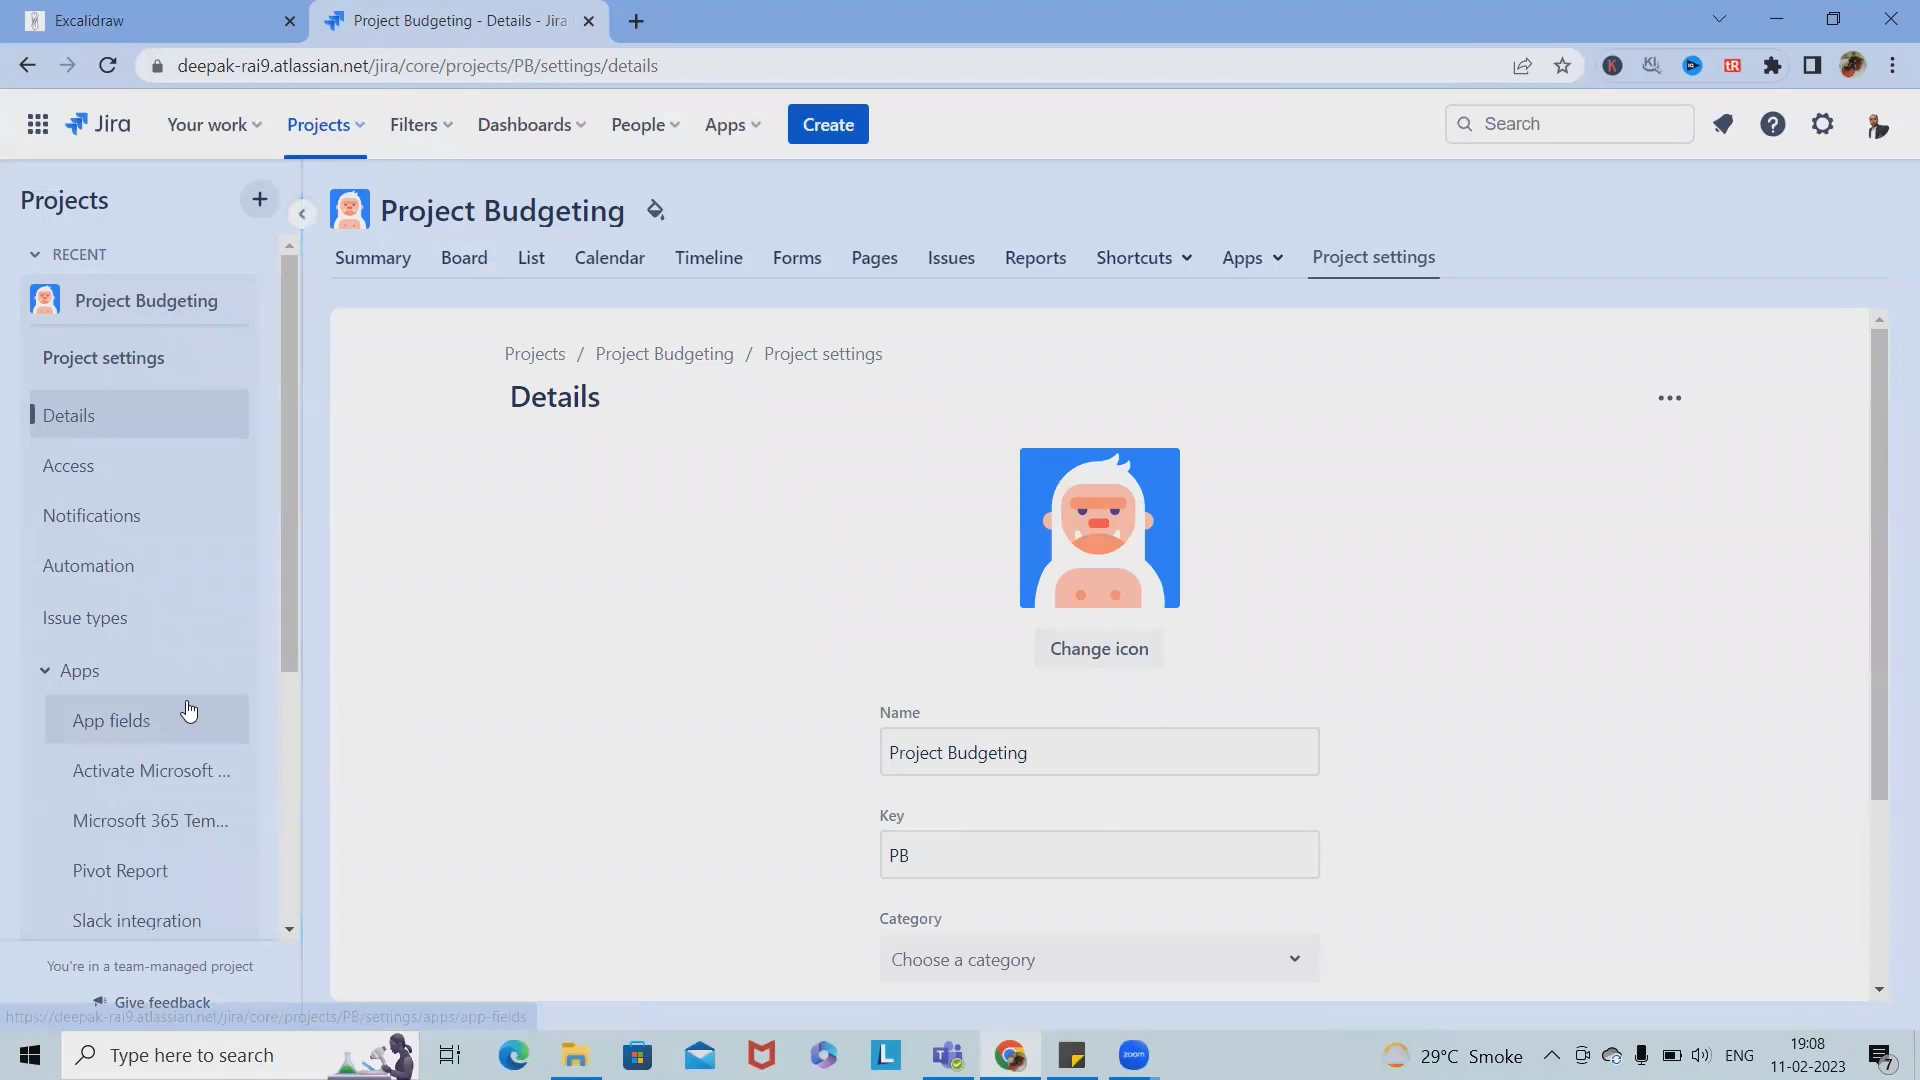 Excalidraw
Project Budgeting - Details - Jira
deepak-rai9.atlassian.net/jira/core/projects/PB/settings/details
K
KI
tR
Jira
Your work
Projects
Filters
Dashboards
People
Apps
Create
Search
Projects
RECENT
Project Budgeting
Project settings
Details
Access
Notifications
Automation
Issue types
Apps
App fields
Activate Microsoft ...
Microsoft 365 Tem...
Pivot Report
Slack integration
You're in a team-managed project
Give feedback
https://deepak-rai9.atlassian.net/jira/core/projects/PB/settings/apps/app-fields
Project Budgeting
Summary
Board
List
Calendar
Timeline
Forms
Pages
Issues
Reports
Shortcuts
Apps
Project settings
Projects / Project Budgeting / Project settings
Details
Change icon
Name
Project Budgeting
Key
PB
Category
Choose a category
Type here to search
L
T
zoom
29°C Smoke
ENG
19:08
11-02-2023
7